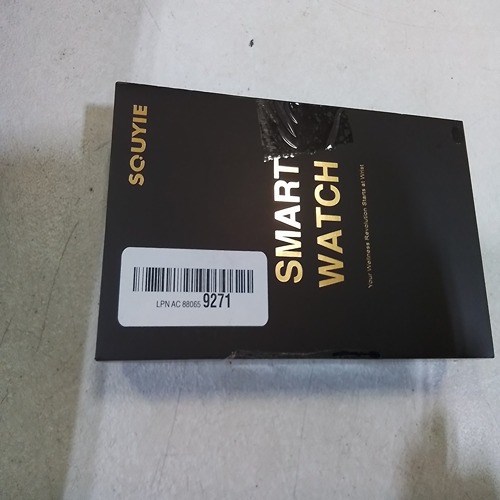 SOUYIE
SMART
WATCH
Your Wellness Revolution Starts at Wrist
LPN AC 88065 9271